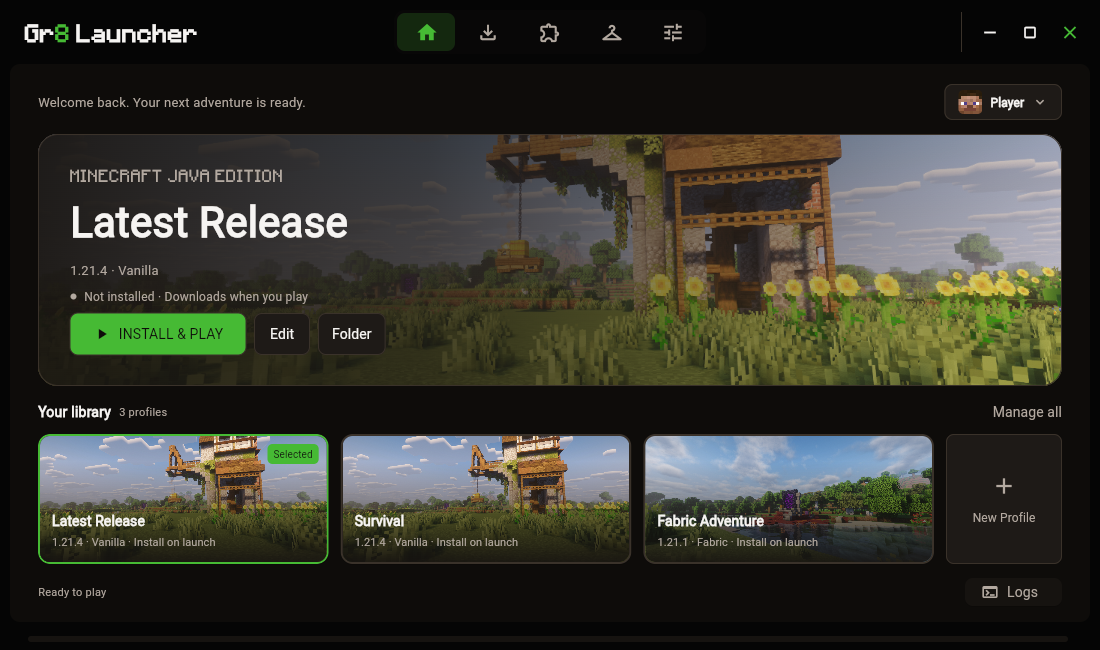 Gr8 Launcher
Welcome back. Your next adventure is ready.
Player
MINECRAFT JAVA EDITION
Latest Release
1.21.4 · Vanilla
Not installed · Downloads when you play
INSTALL & PLAY
Edit
Folder
Your library
3 profiles
Manage all
Selected
Latest Release
1.21.4 · Vanilla · Install on launch
Survival
1.21.4 · Vanilla · Install on launch
Fabric Adventure
1.21.1 · Fabric · Install on launch
New Profile
Ready to play
Logs